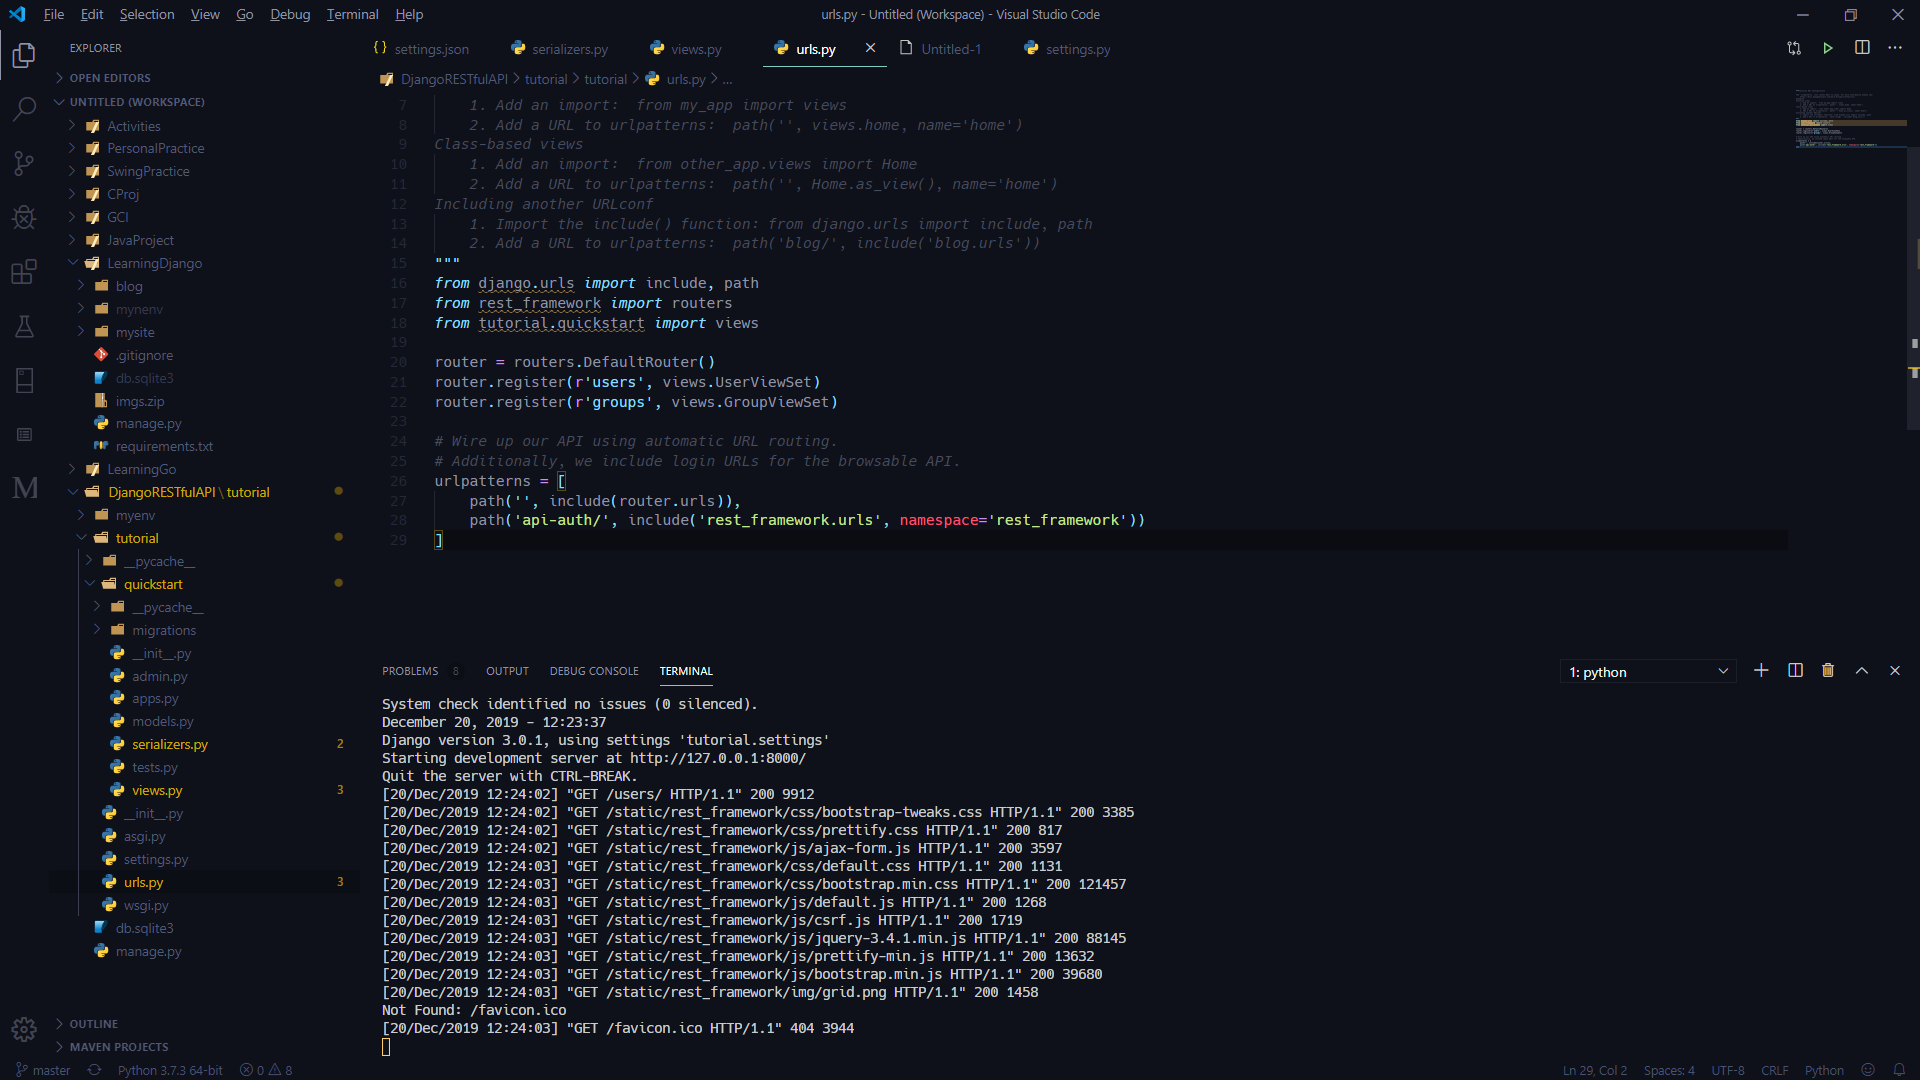 File Edit Selection View Go Debug Terminal Help
urls.py - Untitled (Workspace) - Visual Studio Code
EXPLORER
OPEN EDITORS
UNTITLED (WORKSPACE)
Activities
PersonalPractice
SwingPractice
CProj
GCI
JavaProject
LearningDjango
blog
mynenv
mysite
.gitignore
db.sqlite3
imgs.zip
manage.py
requirements.txt
LearningGo
DjangoRESTfulAPI \ tutorial
myenv
tutorial
__pycache__
quickstart
__pycache__
migrations
__init__.py
admin.py
apps.py
models.py
serializers.py 2
tests.py
views.py 3
__init__.py
asgi.py
settings.py
urls.py 3
wsgi.py
db.sqlite3
manage.py
OUTLINE
MAVEN PROJECTS
settings.json serializers.py views.py urls.py Untitled-1 settings.py
DjangoRESTfulAPI > tutorial > tutorial > urls.py > ...
7 1. Add an import:  from my_app import views
8 2. Add a URL to urlpatterns:  path('', views.home, name='home')
9 Class-based views
10 1. Add an import:  from other_app.views import Home
11 2. Add a URL to urlpatterns:  path('', Home.as_view(), name='home')
12 Including another URLconf
13 1. Import the include() function: from django.urls import include, path
14 2. Add a URL to urlpatterns:  path('blog/', include('blog.urls'))
15 """
16 from django.urls import include, path
17 from rest_framework import routers
18 from tutorial.quickstart import views
19
20 router = routers.DefaultRouter()
21 router.register(r'users', views.UserViewSet)
22 router.register(r'groups', views.GroupViewSet)
23
24 # Wire up our API using automatic URL routing.
25 # Additionally, we include login URLs for the browsable API.
26 urlpatterns = [
27 path('', include(router.urls)),
28 path('api-auth/', include('rest_framework.urls', namespace='rest_framework'))
29 ]
PROBLEMS 8 OUTPUT DEBUG CONSOLE TERMINAL 1: python
System check identified no issues (0 silenced).
December 20, 2019 - 12:23:37
Django version 3.0.1, using settings 'tutorial.settings'
Starting development server at http://127.0.0.1:8000/
Quit the server with CTRL-BREAK.
[20/Dec/2019 12:24:02] "GET /users/ HTTP/1.1" 200 9912
[20/Dec/2019 12:24:02] "GET /static/rest_framework/css/bootstrap-tweaks.css HTTP/1.1" 200 3385
[20/Dec/2019 12:24:02] "GET /static/rest_framework/css/prettify.css HTTP/1.1" 200 817
[20/Dec/2019 12:24:02] "GET /static/rest_framework/js/ajax-form.js HTTP/1.1" 200 3597
[20/Dec/2019 12:24:03] "GET /static/rest_framework/css/default.css HTTP/1.1" 200 1131
[20/Dec/2019 12:24:03] "GET /static/rest_framework/css/bootstrap.min.css HTTP/1.1" 200 121457
[20/Dec/2019 12:24:03] "GET /static/rest_framework/js/default.js HTTP/1.1" 200 1268
[20/Dec/2019 12:24:03] "GET /static/rest_framework/js/csrf.js HTTP/1.1" 200 1719
[20/Dec/2019 12:24:03] "GET /static/rest_framework/js/jquery-3.4.1.min.js HTTP/1.1" 200 88145
[20/Dec/2019 12:24:03] "GET /static/rest_framework/js/prettify-min.js HTTP/1.1" 200 13632
[20/Dec/2019 12:24:03] "GET /static/rest_framework/js/bootstrap.min.js HTTP/1.1" 200 39680
[20/Dec/2019 12:24:03] "GET /static/rest_framework/img/grid.png HTTP/1.1" 200 1458
Not Found: /favicon.ico
[20/Dec/2019 12:24:03] "GET /favicon.ico HTTP/1.1" 404 3944
master Python 3.7.3 64-bit 0 8 Ln 29, Col 2 Spaces: 4 UTF-8 CRLF Python